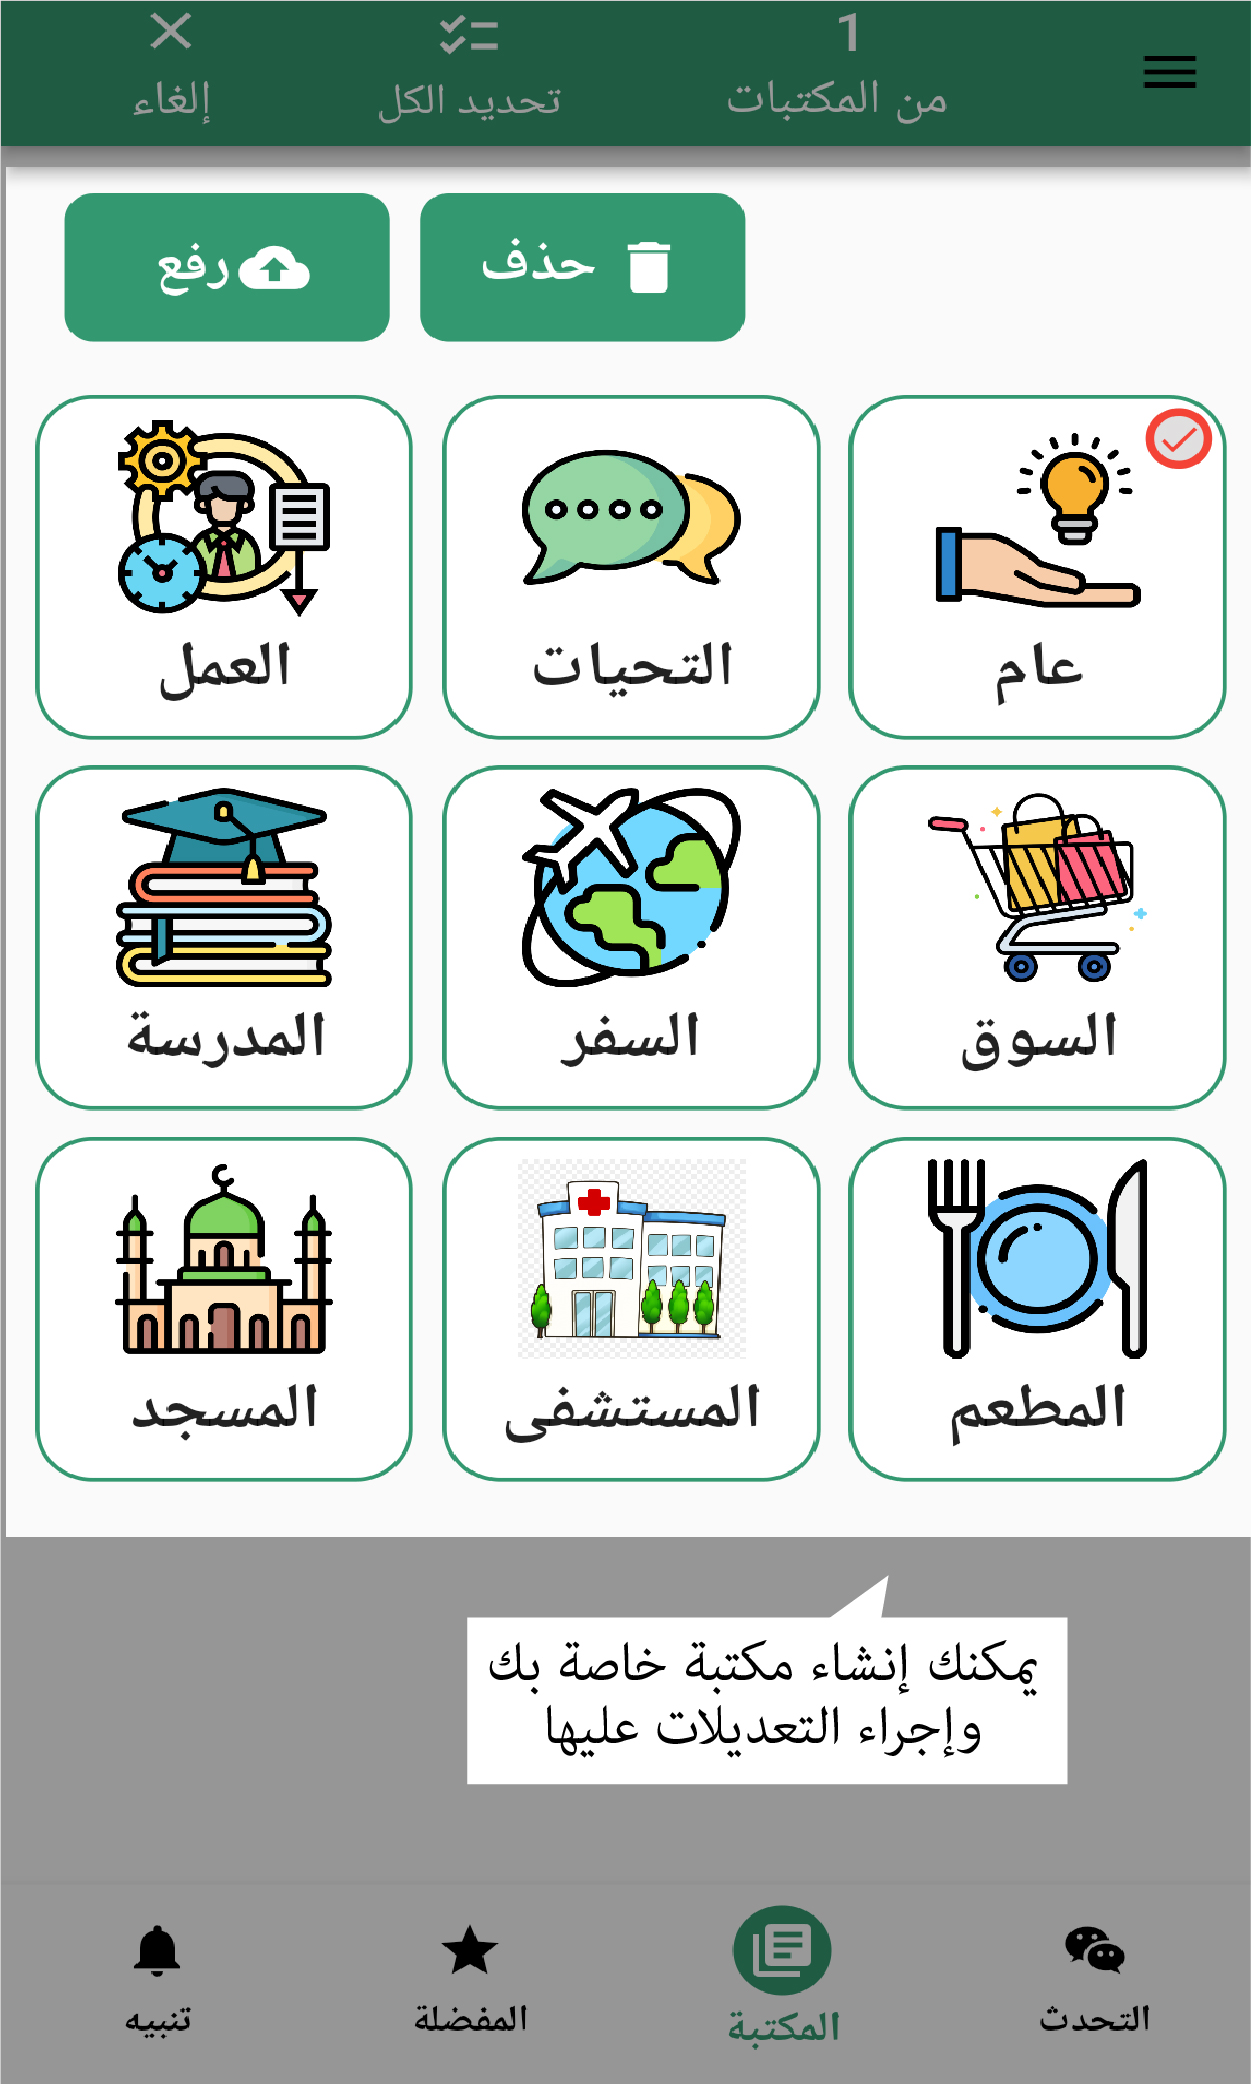 1
من المكتبات
تحديد الكل
إلغاء
حذف
رفع
عام
التحيات
العمل
السوق
السفر
المدرسة
المطعم
المستشفى
المسجد
يمكنك إنشاء مكتبة خاصة بك
وإجراء التعديلات عليها
التحدث
المكتبة
المفضلة
تنبيه